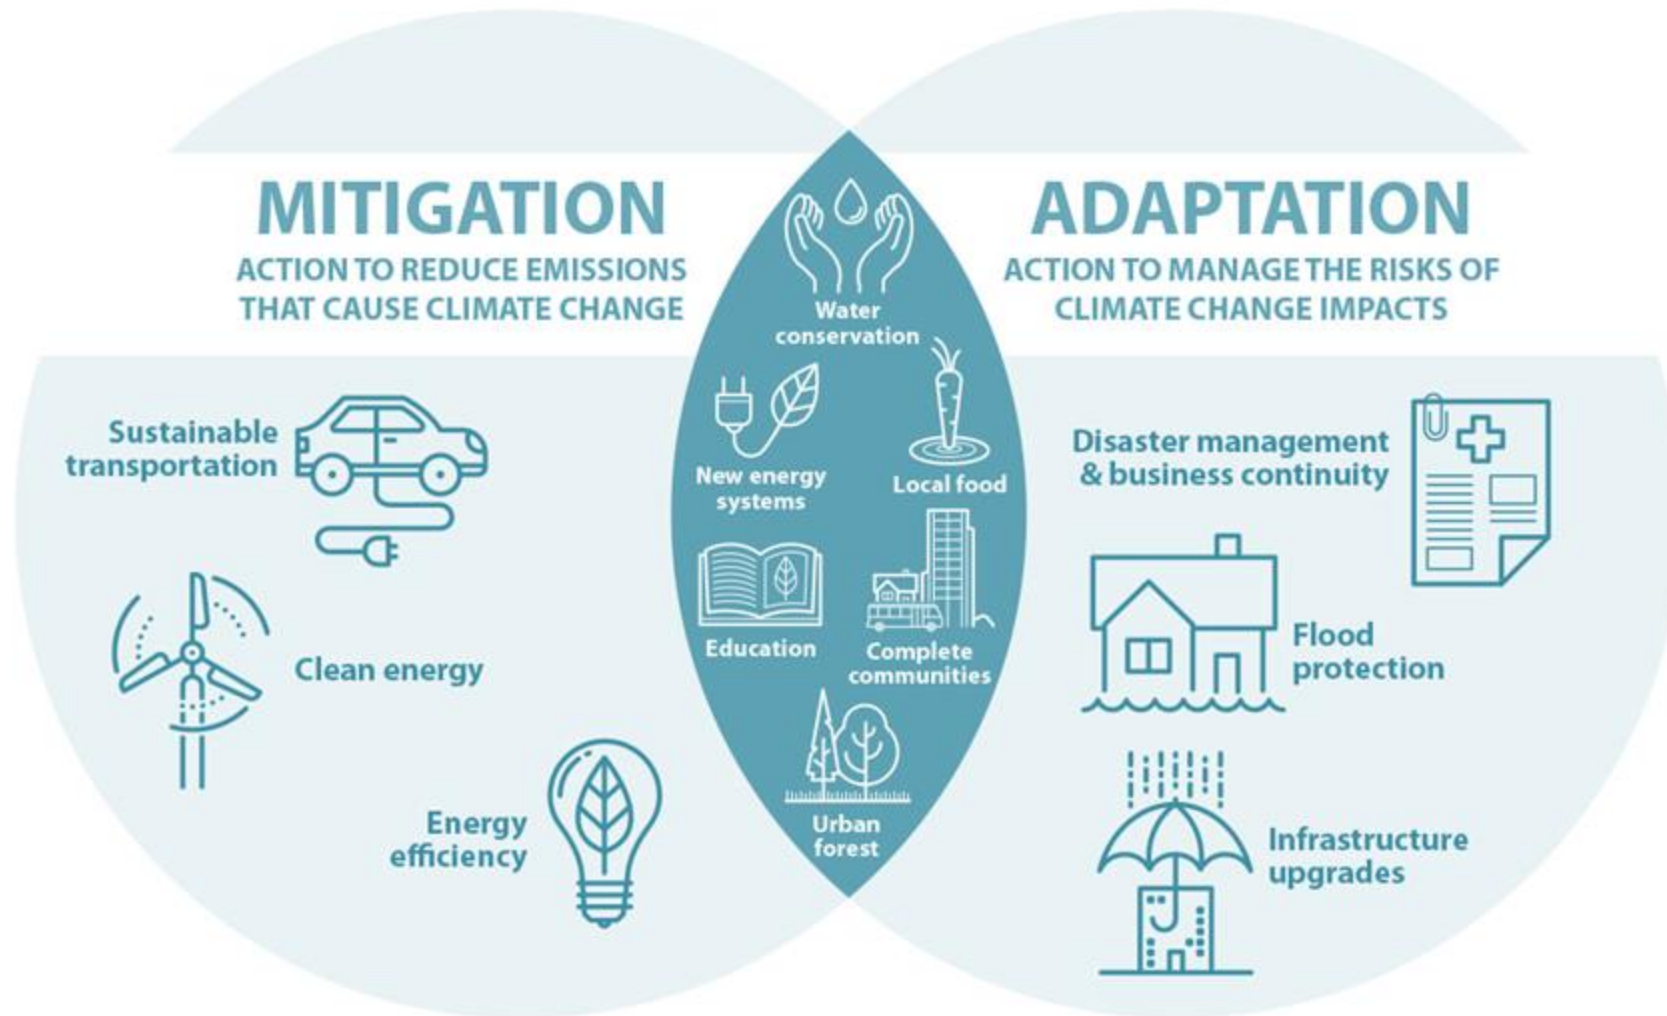 MITIGATION
ACTION TO REDUCE EMISSIONS
THAT CAUSE CLIMATE CHANGE
Sustainable
transportation
Clean energy
Energy
efficiency
Water
conservation
New energy
systems
Local food
Education
Complete
communities
Urban
forest
ADAPTATION
ACTION TO MANAGE THE RISKS OF
CLIMATE CHANGE IMPACTS
Disaster management
& business continuity
Flood
protection
Infrastructure
upgrades